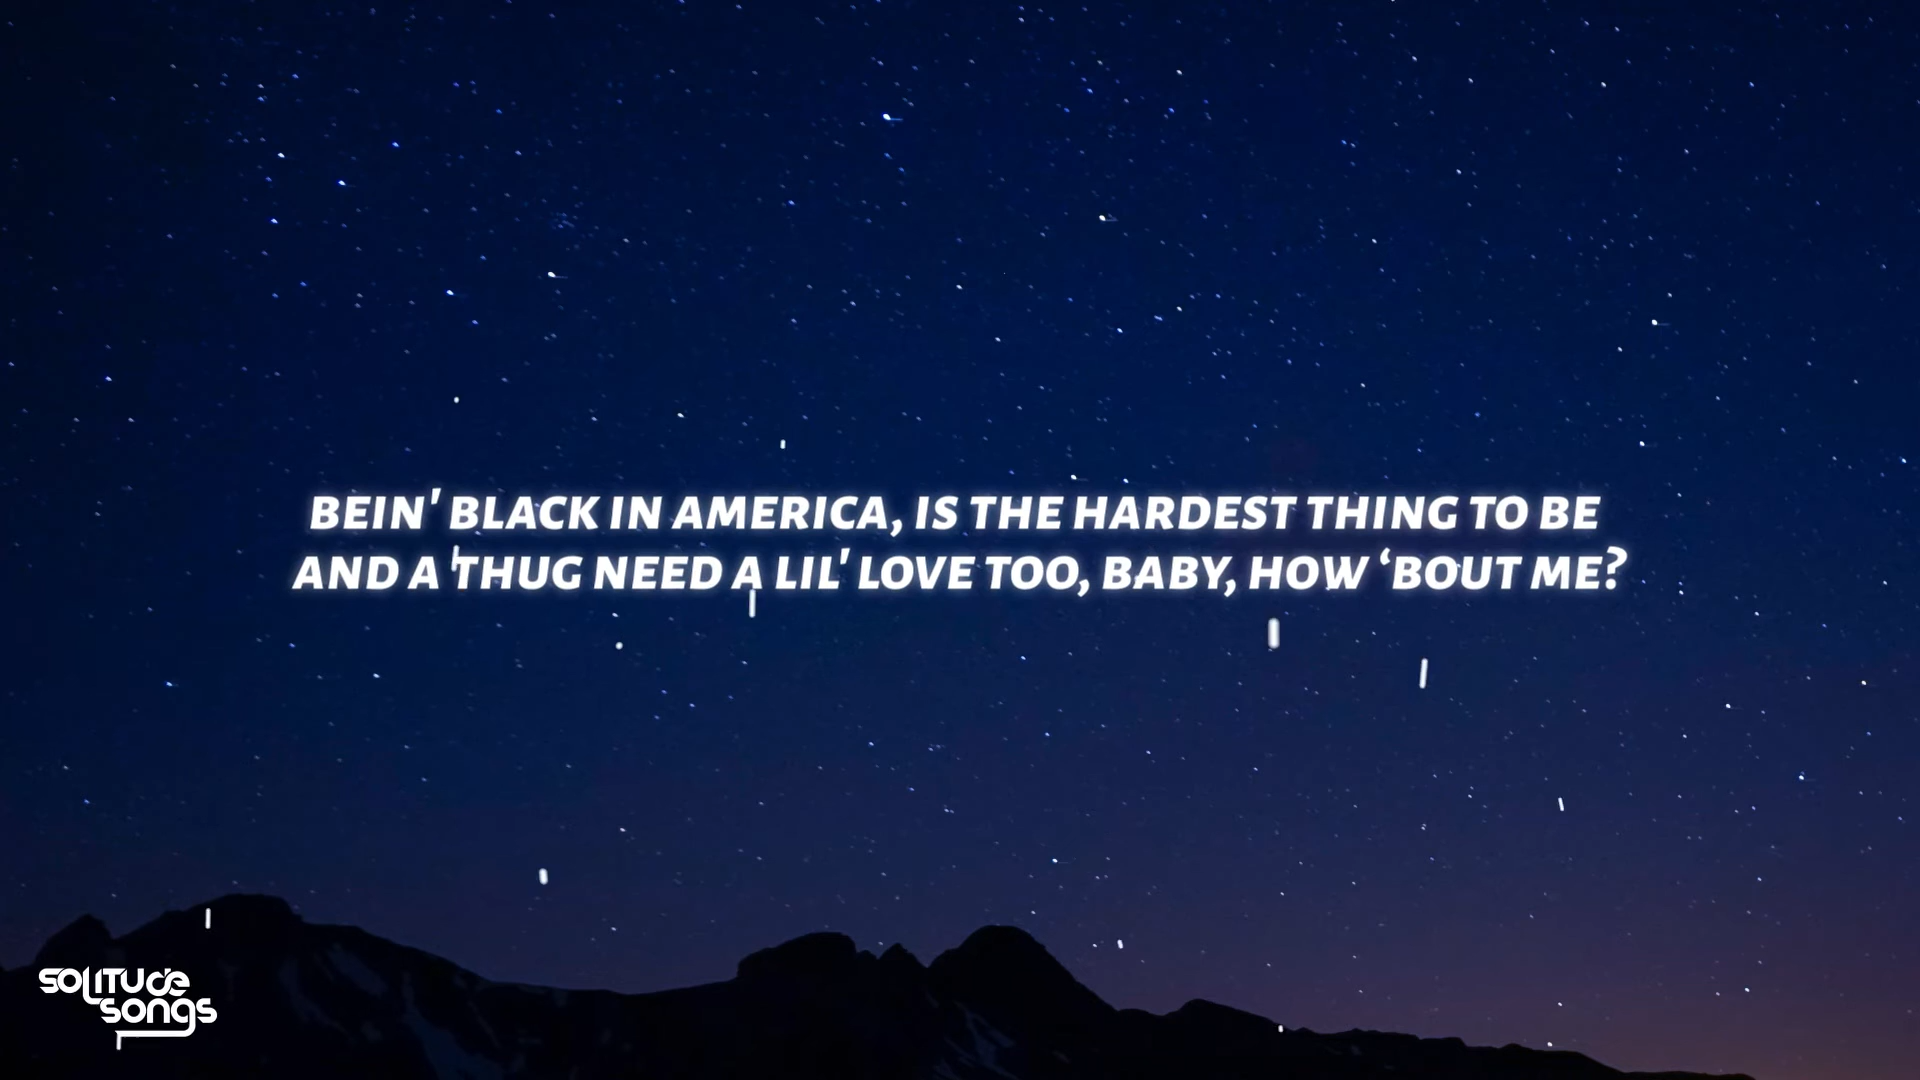 BEIN' BLACK IN AMERICA, IS THE HARDEST THING TO BE
AND A THUG NEED A LIL' LOVE TOO, BABY, HOW ‘BOUT ME?
SOLITUDE
SONGS